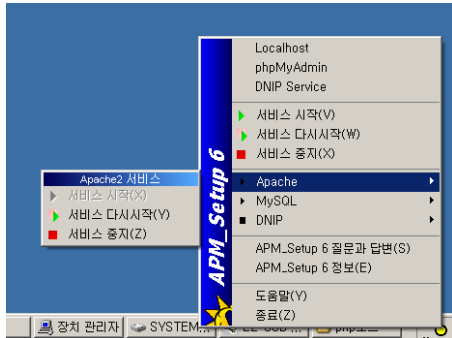 Localhost
phpMyAdmin
DNIP Service
서비스 시작(V)
서비스 다시시작(W)
서비스 중지(X)
Apache
MySQL
DNIP
APM_Setup 6 질문과 답변(S)
APM_Setup 6 정보(E)
도움말(Y)
종료(Z)
APM_Setup 6
Apache2 서비스
서비스 시작(X)
서비스 다시시작(Y)
서비스 중지(Z)
장치 관리자
SYSTEM...